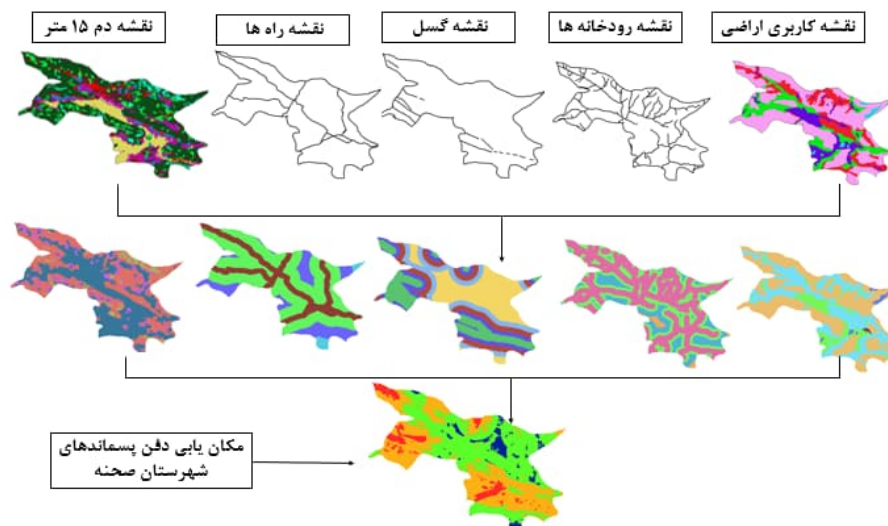 نقشه کاربری اراضی
نقشه رودخانه ها
نقشه گسل
نقشه راه ها
نقشه دم ۱۵ متر
مکان یابی دفن پسماندهای
شهرستان صحنه